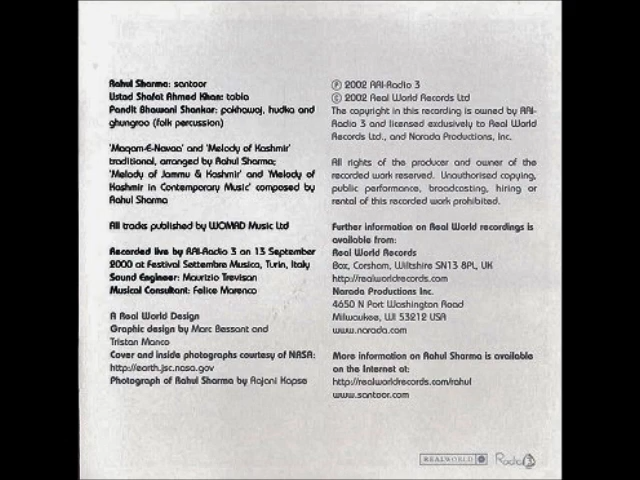 Rahul Sharma: santoor
Ustad Shafat Ahmed Khan: tabla
Pandit Bhawani Shankar: pakhawaj, hudka and
ghungroo (folk percussion)
'Maqam-E-Navaa' and 'Melody of Kashmir'
traditional, arranged by Rahul Sharma;
'Melody of Jammu & Kashmir' and 'Melody of
Kashmir in Contemporary Music' composed by
Rahul Sharma
All tracks published by WOMAD Music Ltd
Recorded live by RAI-Radio 3 on 13 September
2000 at Festival Settembre Musica, Turin, Italy
Sound Engineer: Maurizio Trevisan
Musical Consultant: Felice Marenco
A Real World Design
Graphic design by Marc Bessant and
Tristan Manco
Cover and inside photographs courtesy of NASA:
http://earth.jsc.nasa.gov
Photograph of Rahul Sharma by Rajani Kapse
℗ 2002 RAI-Radio 3
© 2002 Real World Records Ltd
The copyright in this recording is owned by RAI-
Radio 3 and licensed exclusively to Real World
Records Ltd., and Narada Productions, Inc.
All rights of the producer and owner of the
recorded work reserved. Unauthorised copying,
public performance, broadcasting, hiring or
rental of this recorded work prohibited.
Further information on Real World recordings is
available from:
Real World Records
Box, Corsham, Wiltshire SN13 8PL, UK
http://realworldrecords.com
Narada Productions Inc.
4650 N Port Washington Road
Milwaukee, WI 53212 USA
www.narada.com
More information on Rahul Sharma is available
on the Internet at:
http://realworldrecords.com/rahul
www.santoor.com
REALWORLD
Radio 3